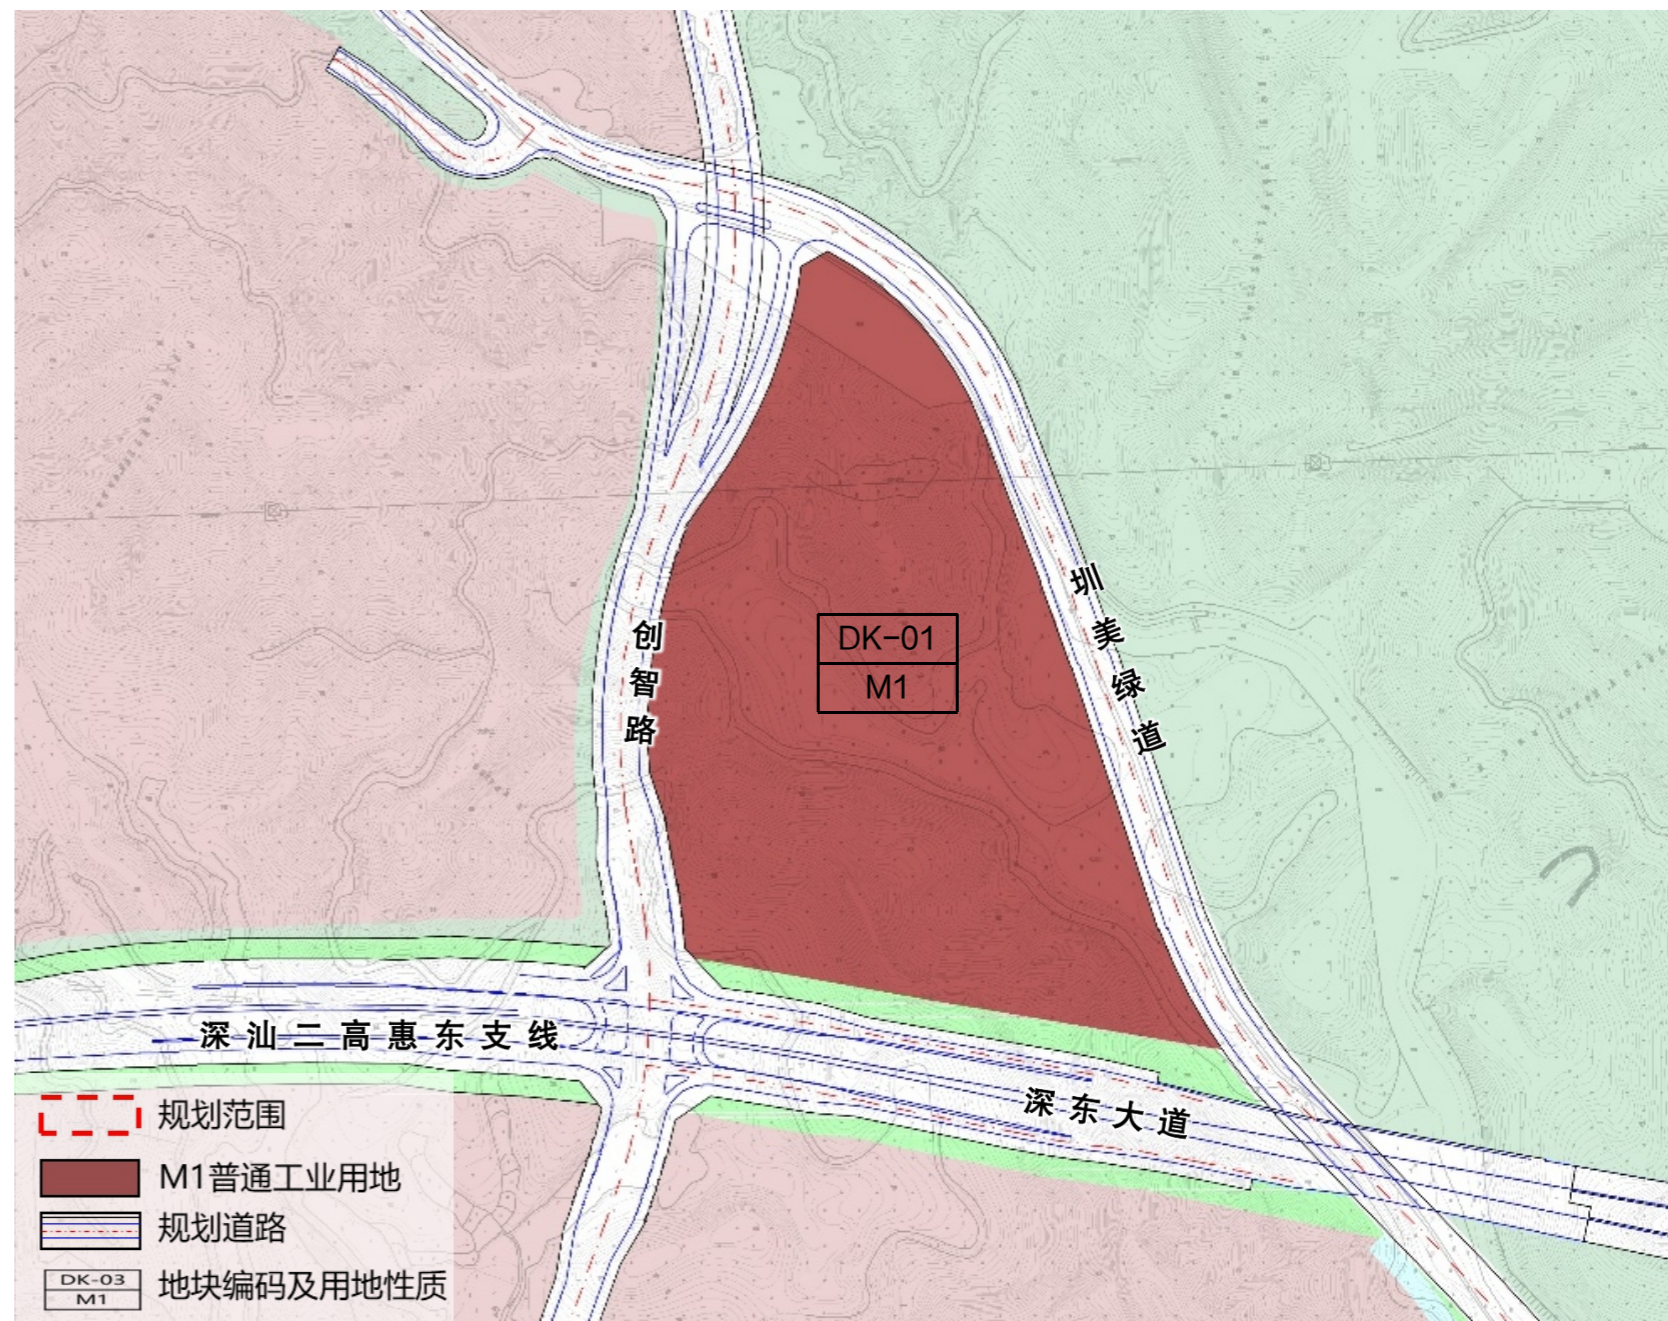 DK-01
M1
创智路
圳美绿道
深汕二高惠东支线
深东大道
规划范围
M1普通工业用地
规划道路
DK-03
M1
地块编码及用地性质